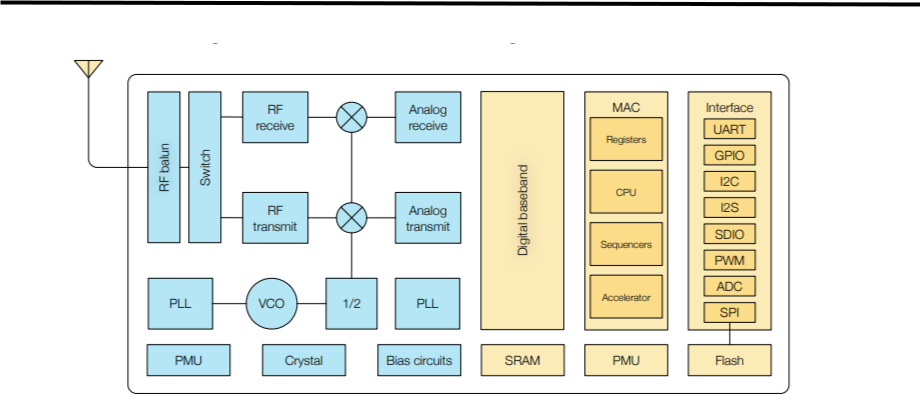 RF balun
Switch
RF
receive
Analog
receive
RF
transmit
Analog
transmit
PLL
VCO
1/2
PLL
PMU
Crystal
Bias circuits
Digital baseband
SRAM
MAC
Registers
CPU
Sequencers
Accelerator
PMU
Interface
UART
GPIO
I2C
I2S
SDIO
PWM
ADC
SPI
Flash